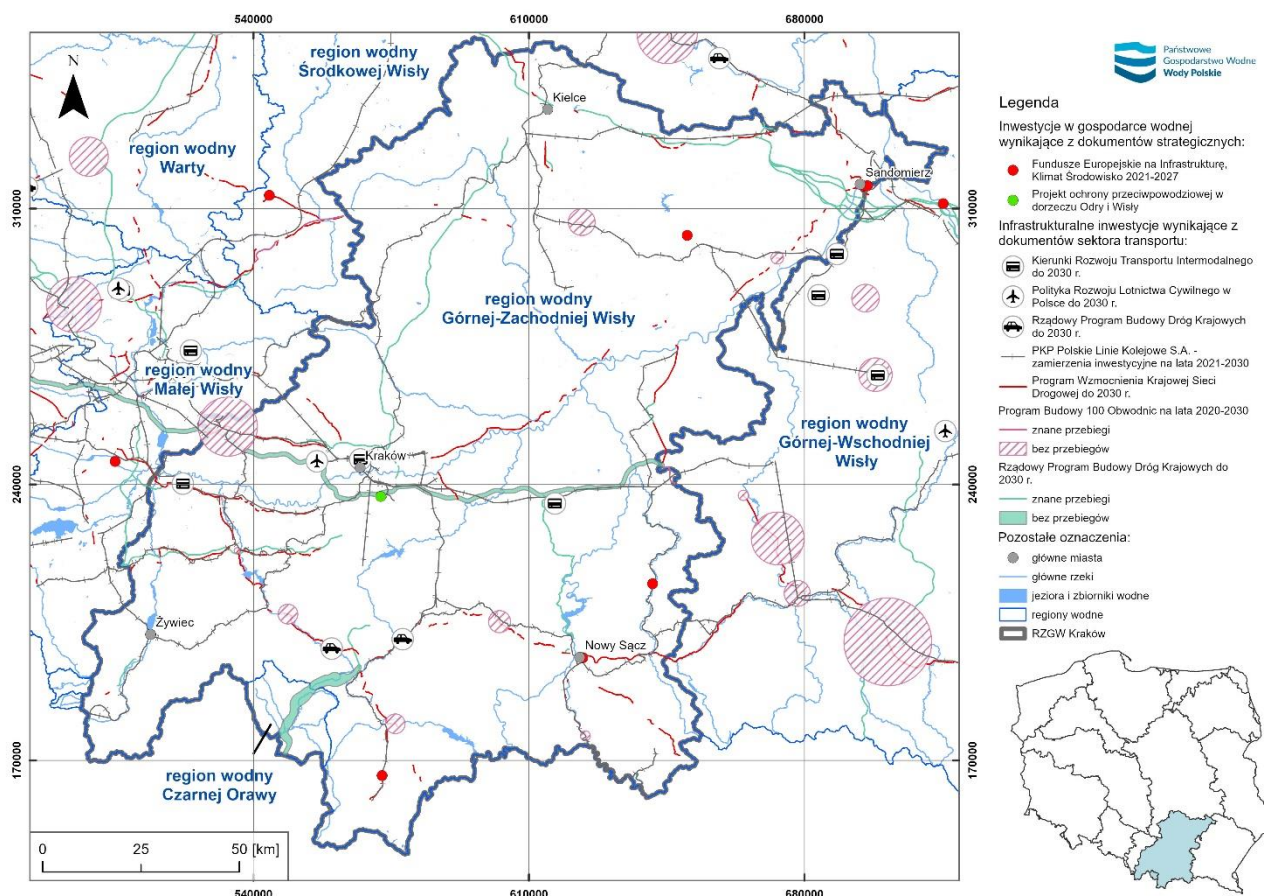 540000
610000
680000
region wodny
Środkowej Wisły
N
Kielce
region wodny
Warty
Sandomierz
310000
310000
region wodny
Górnej-Zachodniej Wisły
region wodny
Małej Wisły
region wodny
Górnej-Wschodniej
Wisły
Kraków
240000
240000
Żywiec
Nowy Sącz
170000
170000
region wodny
Czarnej Orawy
0 25 50 [km]
540000
610000
680000
Państwowe
Gospodarstwo Wodne
Wody Polskie
Legenda
Inwestycje w gospodarce wodnej
wynikające z dokumentów strategicznych:
Fundusze Europejskie na Infrastrukturę,
Klimat Środowisko 2021-2027
Projekt ochrony przeciwpowodziowej w
dorzeczu Odry i Wisły
Infrastrukturalne inwestycje wynikające z
dokumentów sektora transportu:
Kierunki Rozwoju Transportu Intermodalnego
do 2030 r.
Polityka Rozwoju Lotnictwa Cywilnego w
Polsce do 2030 r.
Rządowy Program Budowy Dróg Krajowych
do 2030 r.
PKP Polskie Linie Kolejowe S.A. -
zamierzenia inwestycyjne na lata 2021-2030
Program Wzmocnienia Krajowej Sieci
Drogowej do 2030 r.
Program Budowy 100 Obwodnic na lata 2020-2030
znane przebiegi
bez przebiegów
Rządowy Program Budowy Dróg Krajowych do
2030 r.
znane przebiegi
bez przebiegów
Pozostałe oznaczenia:
główne miasta
główne rzeki
jeziora i zbiorniki wodne
regiony wodne
RZGW Kraków